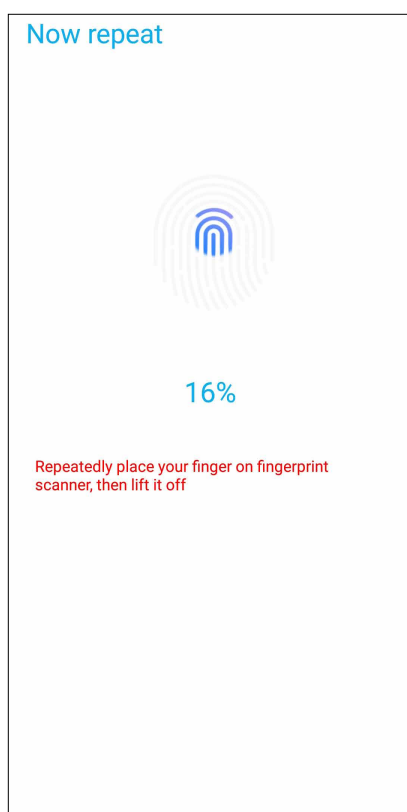 Now repeat
16%
Repeatedly place your finger on fingerprint
scanner, then lift it off